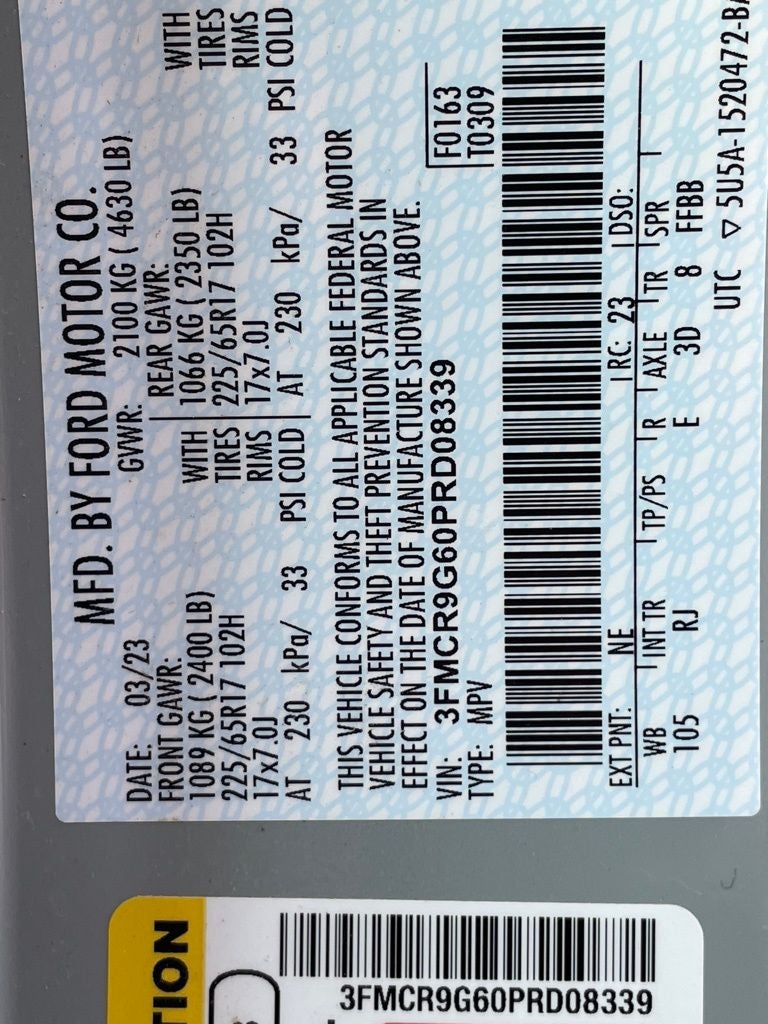 MFD. BY FORD MOTOR CO.
DATE: 03/23
GVWR: 2100 KG ( 4630 LB)
FRONT GAWR:
1089 KG ( 2400 LB)
WITH
225/65R17 102H
TIRES
17x7.0J
RIMS
AT 230 kPa/ 33 PSI COLD
REAR GAWR:
1066 KG ( 2350 LB)
WITH
225/65R17 102H
TIRES
17x7.0J
RIMS
AT 230 kPa/ 33 PSI COLD
THIS VEHICLE CONFORMS TO ALL APPLICABLE FEDERAL MOTOR
VEHICLE SAFETY AND THEFT PREVENTION STANDARDS IN
EFFECT ON THE DATE OF MANUFACTURE SHOWN ABOVE.
VIN: 3FMCR9G60PRD08339
TYPE: MPV
F0163
T0309
EXT PNT: NE RC: 23 DSO:
WB INT TR TP/PS R AXLE TR SPR
105 RJ E 3D 8 FFBB
UTC ▽ 5U5A-1520472-BA
TION
3FMCR9G60PRD08339